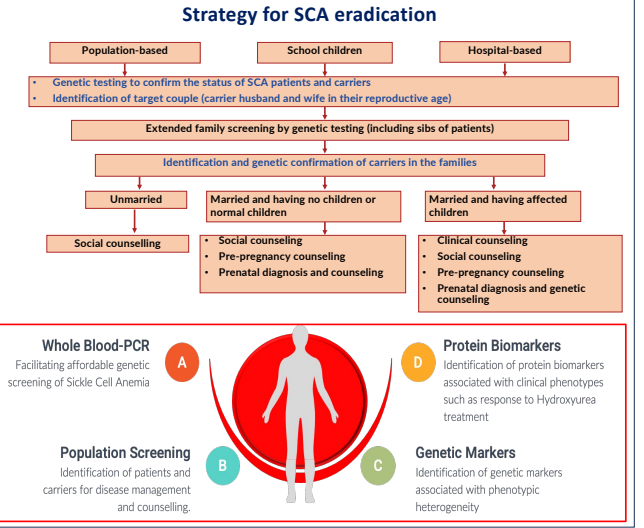 Strategy for SCA eradication
Population-based
School children
Hospital-based
• Genetic testing to confirm the status of SCA patients and carriers
• Identification of target couple (carrier husband and wife in their reproductive age)
Extended family screening by genetic testing (including sibs of patients)
Identification and genetic confirmation of carriers in the families
Unmarried
Married and having no children or
normal children
Married and having affected
children
Social counselling
• Social counseling
• Pre-pregnancy counseling
• Prenatal diagnosis and counseling
• Clinical counseling
• Social counseling
• Pre-pregnancy counseling
• Prenatal diagnosis and genetic
counseling
Whole Blood-PCR
Facilitating affordable genetic
screening of Sickle Cell Anemia
A
D
Protein Biomarkers
Identification of protein biomarkers
associated with clinical phenotypes
such as response to Hydroxyurea
treatment
Population Screening
Identification of patients and
carriers for disease management
and counselling.
B
C
Genetic Markers
Identification of genetic markers
associated with phenotypic
heterogeneity